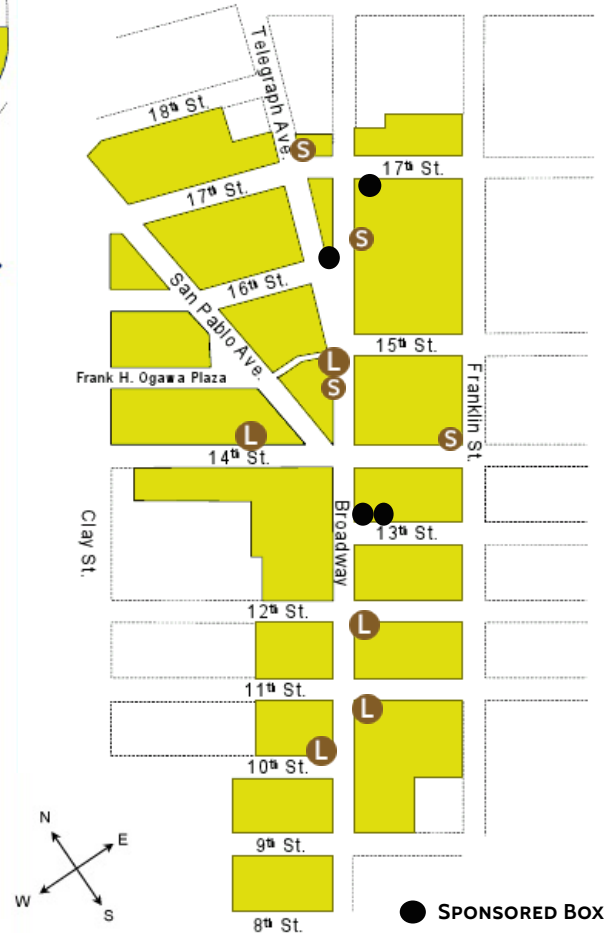 Telegraph Ave.
18th St.
S
17th St.
17th St.
S
16th St.
San Pablo Ave.
15th St.
L
Frank H. Ogawa Plaza
S
Franklin St.
S
L
14th St.
Broadway
Clay St.
13th St.
12th St.
L
11th St.
L
L
10th St.
N
E
9th St.
W
S
Sponsored Box
8th St.